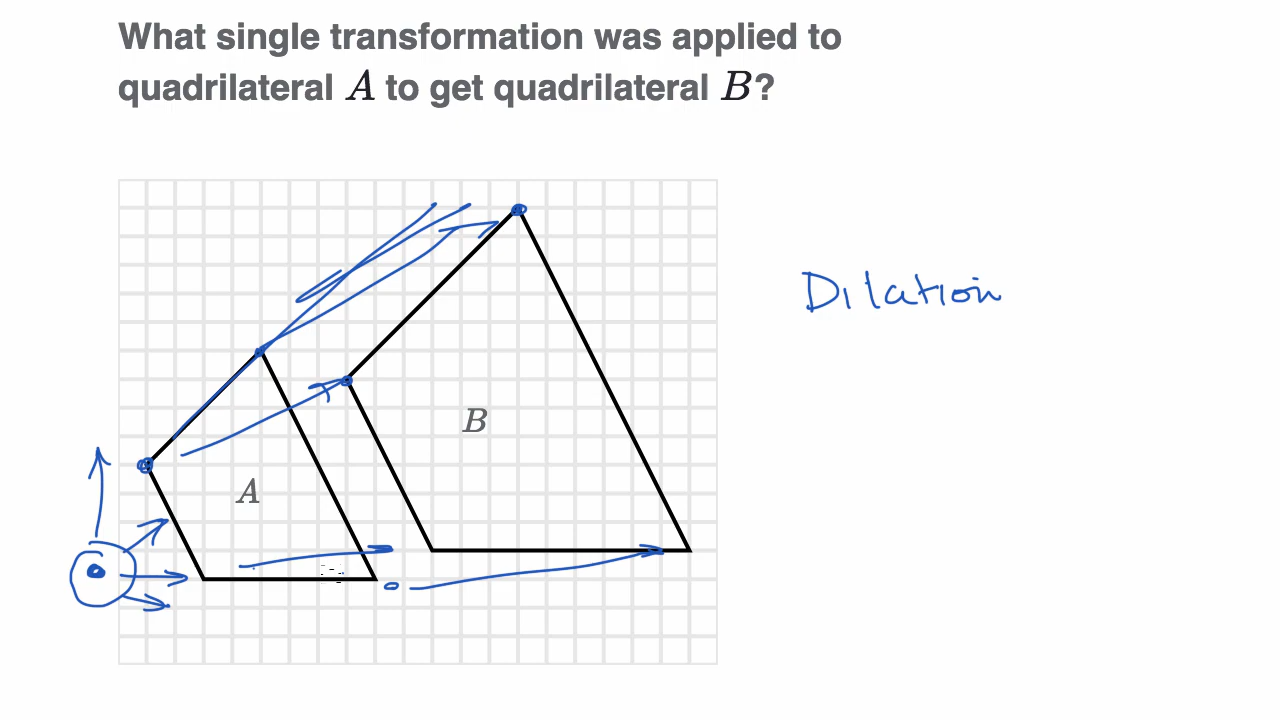 What single transformation was applied to
quadrilateral A to get quadrilateral B?
Dilation
B
A